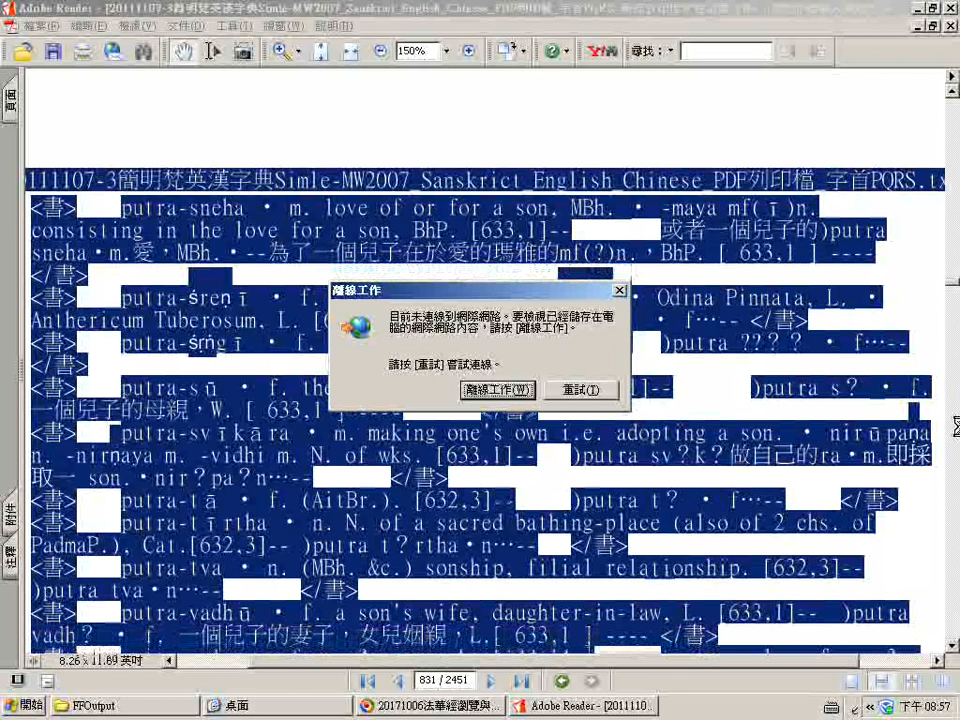 Adobe Reader - [20111107-3簡明梵英漢字典Simle-MW2007_Sanskrict_English_Chinese_PDF列印檔_字首PQRS
檔案(F) 編輯(E) 檢視(V) 文件(D) 工具(T) 視窗(W) 說明(H)
150% 尋找:
頁面
111107-3簡明梵英漢字典Simle-MW2007_Sanskrict_English_Chinese_PDF列印檔_字首PQRS.tx
<書> putra-sneha • m. love of or for a son, MBh. • -maya mf(ī)n.
consisting in the love for a son, BhP. [633,1]-- 或者一個兒子的)putra
sneha•m.愛,MBh.•--為了一個兒子在於愛的瑪雅的mf(?)n.,BhP. [ 633,1 ] ----
</書>
<書> putra-śreṇī • f. Odina Pinnata, L. •
Anthericum Tuberosum, L. [ •f… -- </書>
<書> putra-śṛṅgī • f. )putra ???? • f…--
</書>
<書> putra-sū • f. the ]-- )putra s? • f.
一個兒子的母親,W. [ 633,1 </書>
<書> putra-svīkāra • m. making one's own i.e. adopting a son. • nirūpaṇa
n. -nirṇaya m. -vidhi m. N. of wks. [633,1]-- )putra sv?k?做自己的ra•m.即採
取一 son.•nir?pa?n…-- </書>
<書> putra-tā • f. (AitBr.). [632,3]-- )putra t? • f…-- </書>
<書> putra-tīrtha • n. N. of a sacred bathing-place (also of 2 chs. of
PadmaP.), Cat.[632,3]-- )putra t?rtha•n…-- </書>
<書> putra-tva • n. (MBh. &c.) sonship, filial relationship. [632,3]--
)putra tva•n…-- </書>
<書> putra-vadhū • f. a son's wife, daughter-in-law, L. [633,1]-- )putra
vadh? • f. 一個兒子的妻子,女兒姻親,L.[ 633,1 ] ---- </書>
離線工作
目前未連線到網際網路。要檢視已經儲存在電
腦的網際網路內容,請按 [離線工作]。
請按 [重試] 嘗試連線。
離線工作(W) 重試(T)
附件
注釋
8.26 x 11.69 英吋
831 / 2451
開始 FFOutput 桌面 20171006法華經瀏覽與... Adobe Reader - [2011110... 下午 08:57